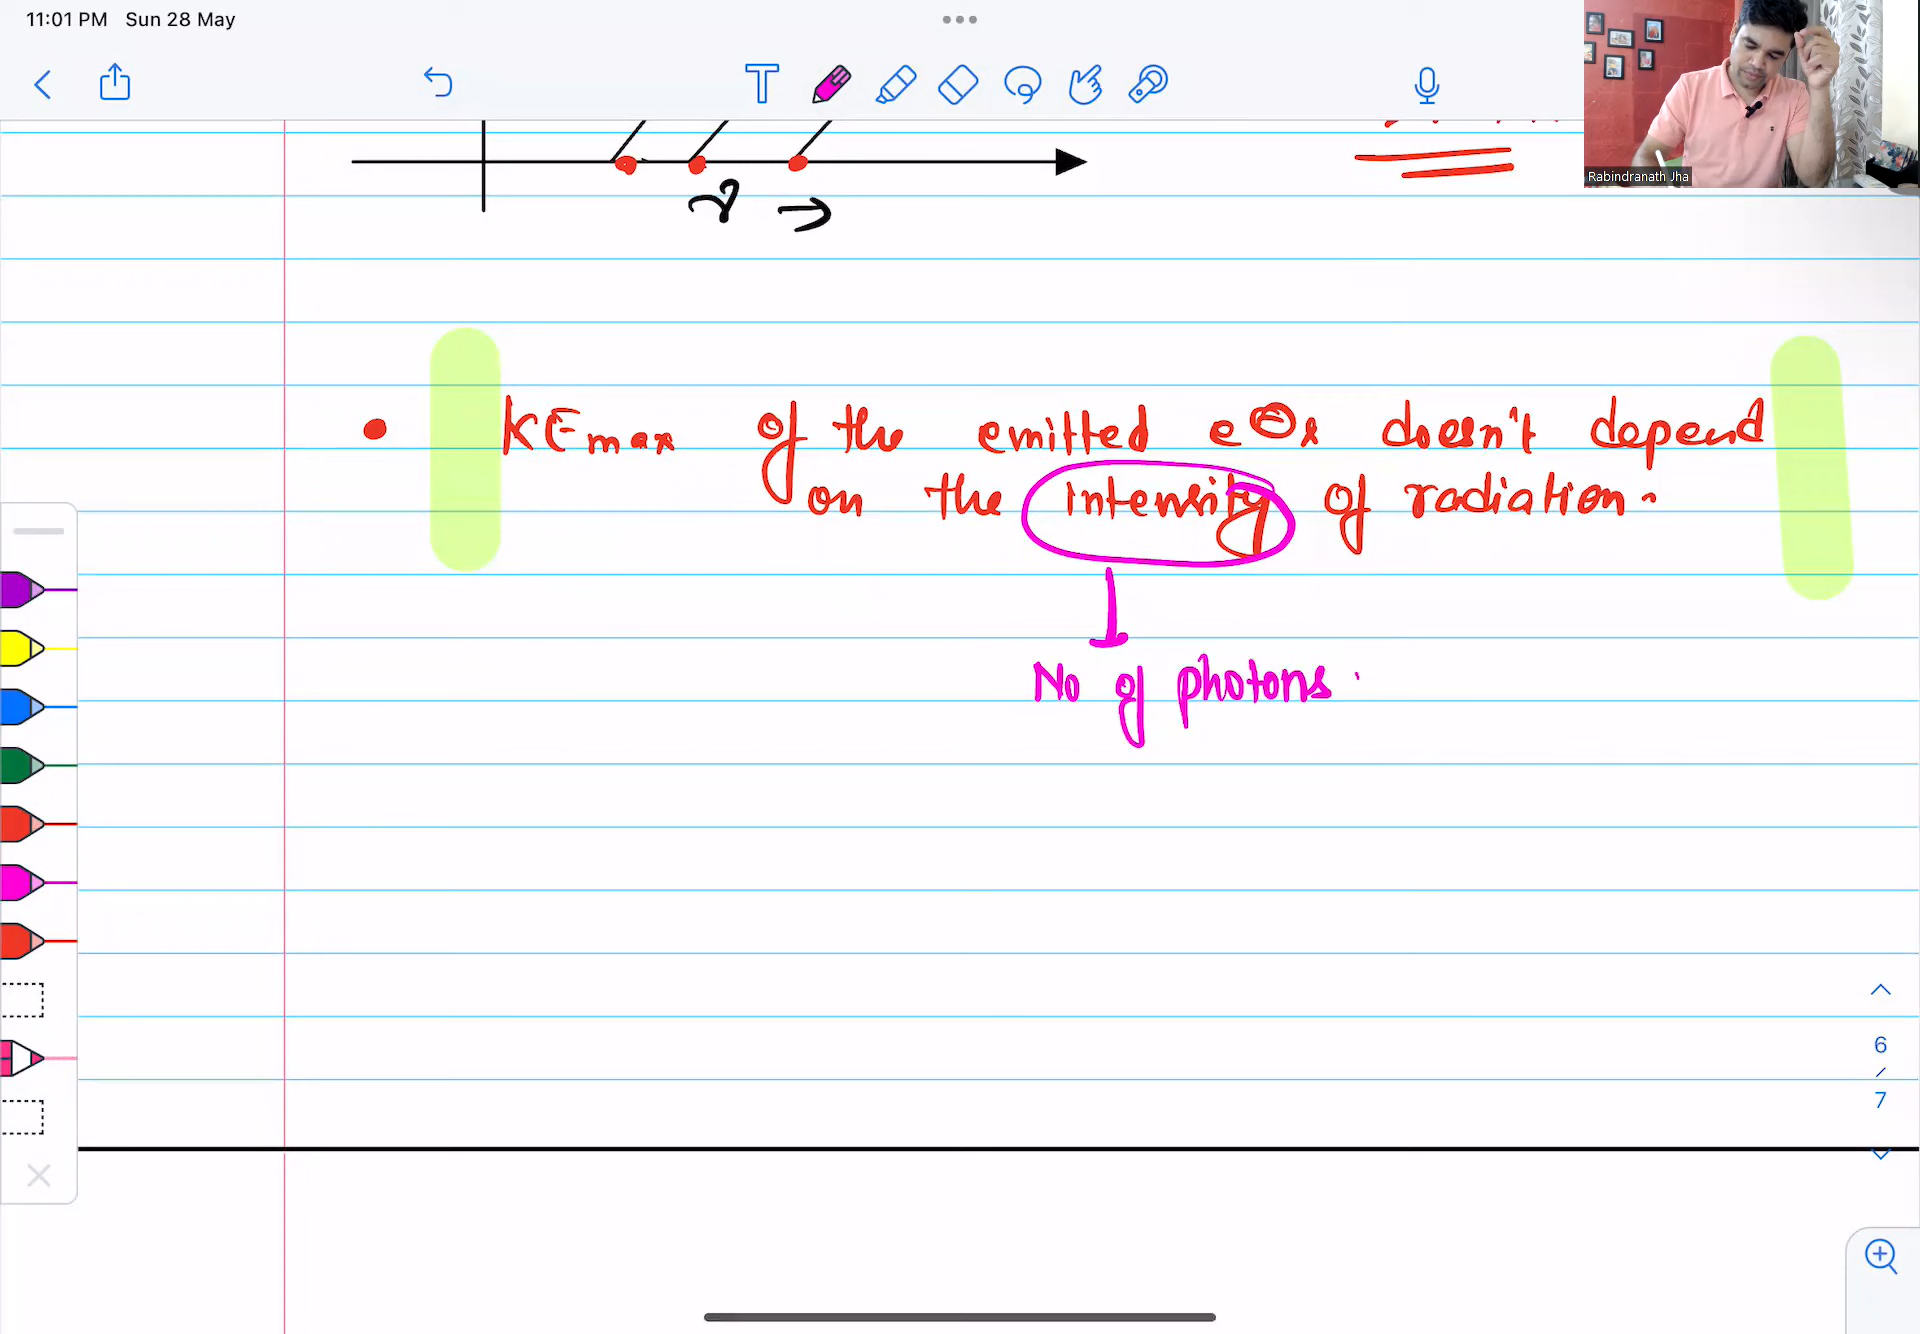 11:01 PM Sun 28 May
Rabindranath Jha
ν →
• KEmax of the emitted e⊖s doesn't depend
on the intensity of radiation.
↓
No of photons.
6
/
7